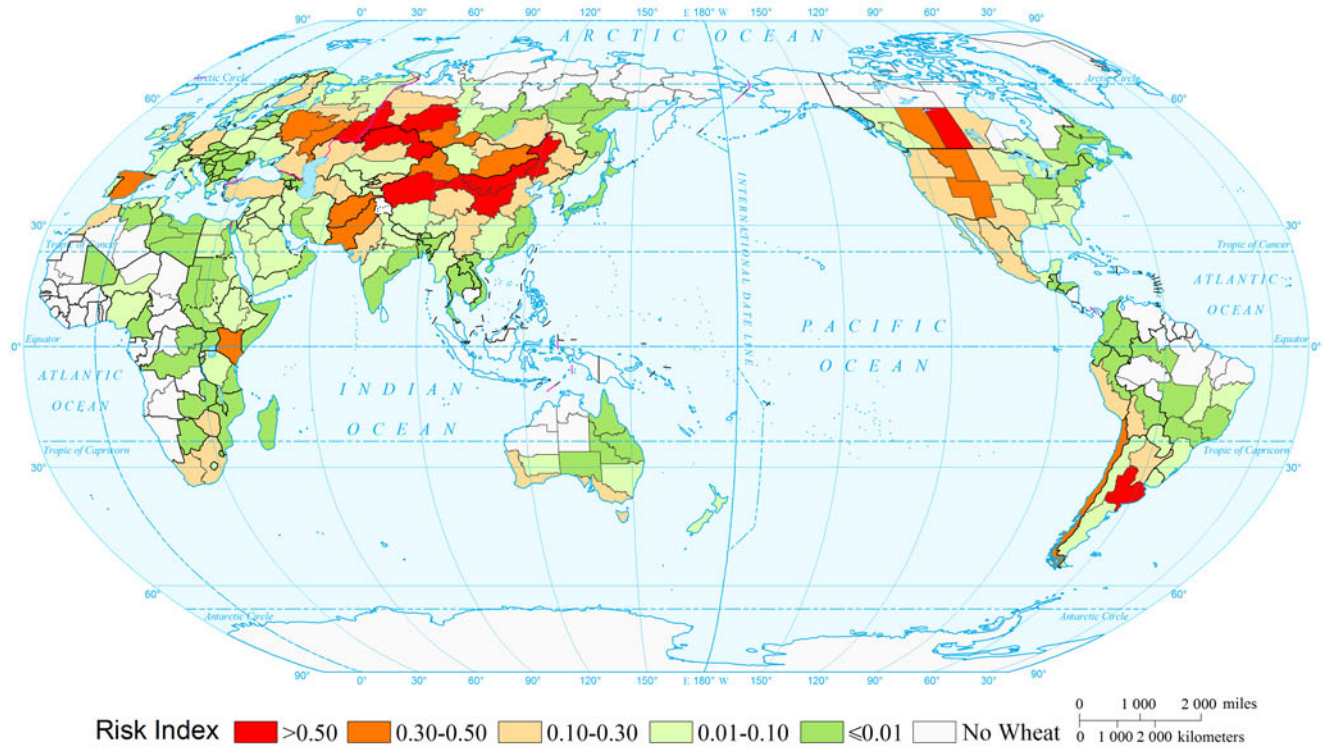 90° 0° 30° 60° 90° 120° 150° E 180° W 150° 120° 90° 60° 30° 90°
ARCTIC OCEAN
Arctic Circle
Arctic Circle
60°
60°
30°
30°
Tropic of Cancer
Tropic of Cancer
INTERNATIONAL DATE LINE
ATLANTIC
OCEAN
PACIFIC
OCEAN
0°
Equator
Equator
0°
ATLANTIC
OCEAN
INDIAN
OCEAN
Tropic of Capricorn
Tropic of Capricorn
30°
30°
60°
60°
Antarctic Circle
Antarctic Circle
90° 0° 30° 60° 90° 120° 150° E 180° W 150° 120° 90° 60° 30° 90°
Risk Index >0.50 0.30-0.50 0.10-0.30 0.01-0.10 ⩽0.01 No Wheat
0 1 000 2 000 miles
0 1 000 2 000 kilometers